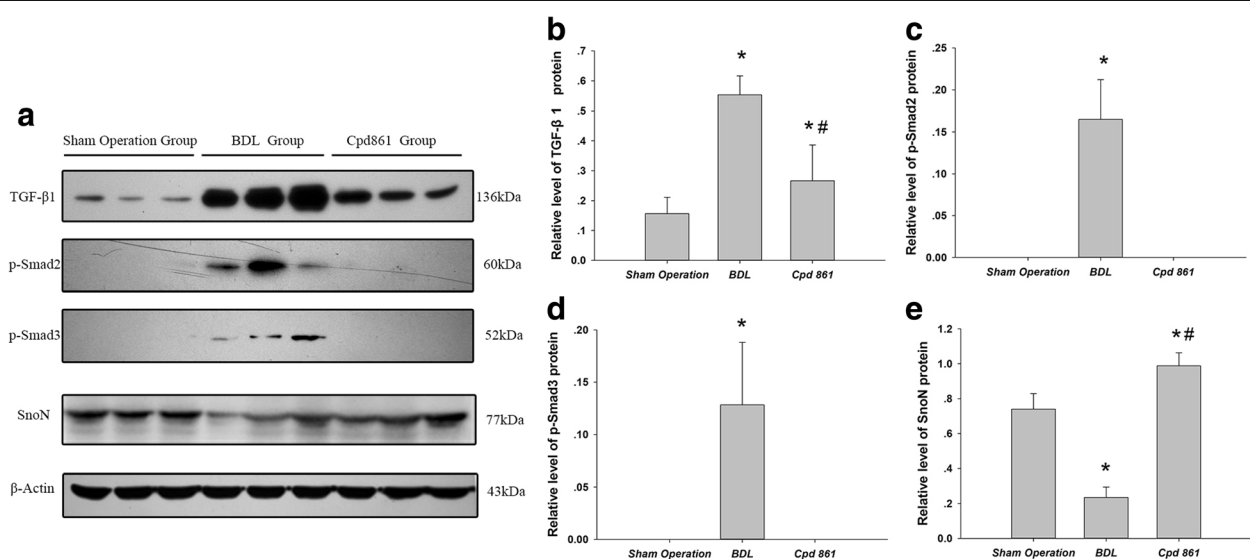 a
Sham Operation Group
BDL Group
Cpd861 Group
TGF-β1
136kDa
p-Smad2
60kDa
p-Smad3
52kDa
SnoN
77kDa
β-Actin
43kDa
b
Relative level of TGF-β 1 protein
.7
.6
.5
.4
.3
.2
.1
.0
*
* #
Sham Operation
BDL
Cpd 861
c
Relative level of p-Smad2 protein
.25
.20
.15
.10
.05
0.00
*
Sham Operation
BDL
Cpd 861
d
Relative level of p-Smad3 protein
.20
.15
.10
.05
0.00
*
Sham Operation
BDL
Cpd 861
e
Relative level of SnoN protein
1.2
1.0
.8
.6
.4
.2
0.0
*
* #
Sham Operation
BDL
Cpd 861